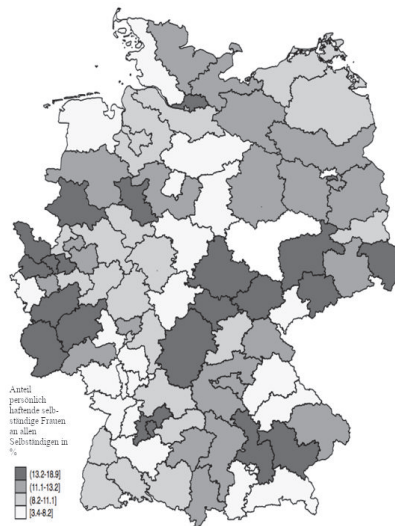 Anteil
persönlich
haftende selb-
ständige Frauen
an allen
Selbständigen in
%
(13.2-18.9]
(11.1-13.2]
(8.2-11.1]
[3.4-8.2]